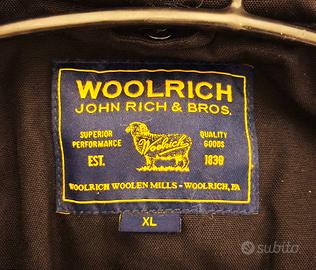 WOOLRICH
JOHN RICH & BROS.
SUPERIOR PERFORMANCE
Woolrich
QUALITY GOODS
EST.
1830
WOOLRICH WOOLEN MILLS - WOOLRICH, PA
XL
subito